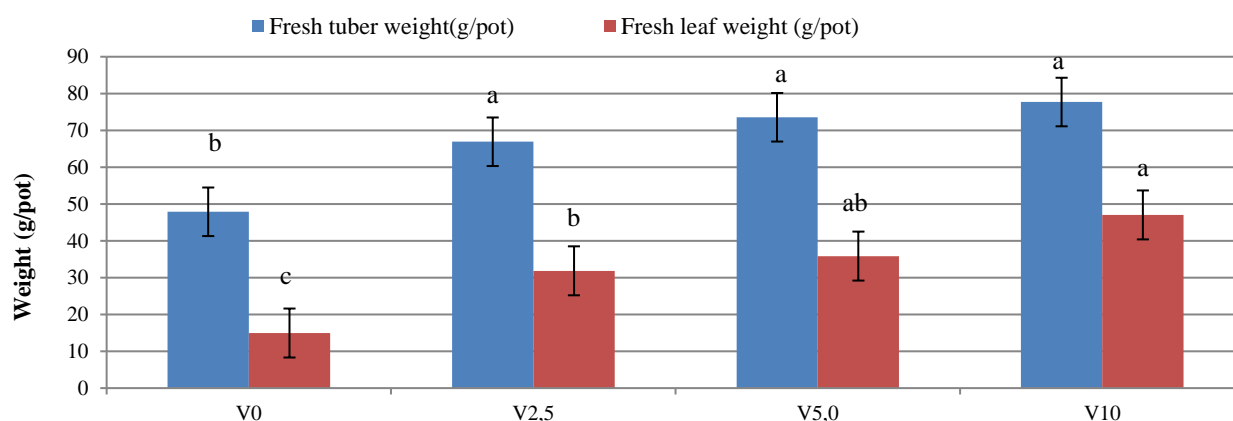 Fresh tuber weight(g/pot) Fresh leaf weight (g/pot)
Weight (g/pot)
90
80
70
60
50
40
30
20
10
0
b
c
a
b
a
ab
a
a
V0 V2,5 V5,0 V10